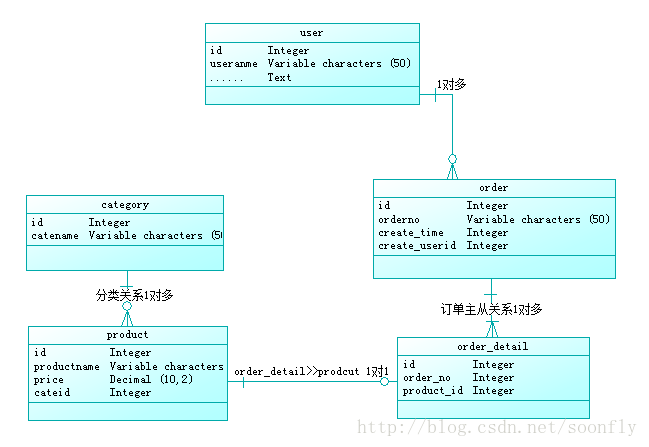 user
id Integer
useranme Variable characters (50)
...... Text
1对多
order
id Integer
orderno Variable characters (50)
create_time Integer
create_userid Integer
category
id Integer
catename Variable characters (50
分类关系1对多
订单主从关系1对多
product
id Integer
productname Variable characters
price Decimal (10,2)
cateid Integer
order_detail>>prodcut 1对1
order_detail
id Integer
order_no Integer
product_id Integer
http://blog.csdn.net/soonfly